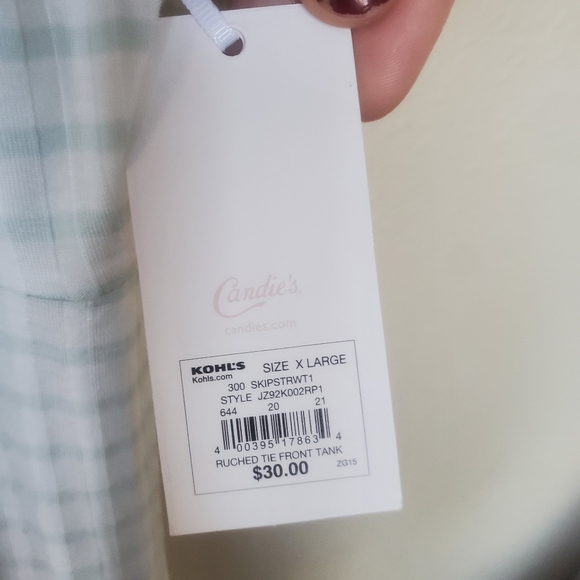 Candie's
candies.com
KOHL'S SIZE X LARGE
Kohls.com
300 SKIPSTRWT1
STYLE JZ92K002RP1
644 20 21
4 00395 17863 4
RUCHED TIE FRONT TANK
$30.00 ZG15